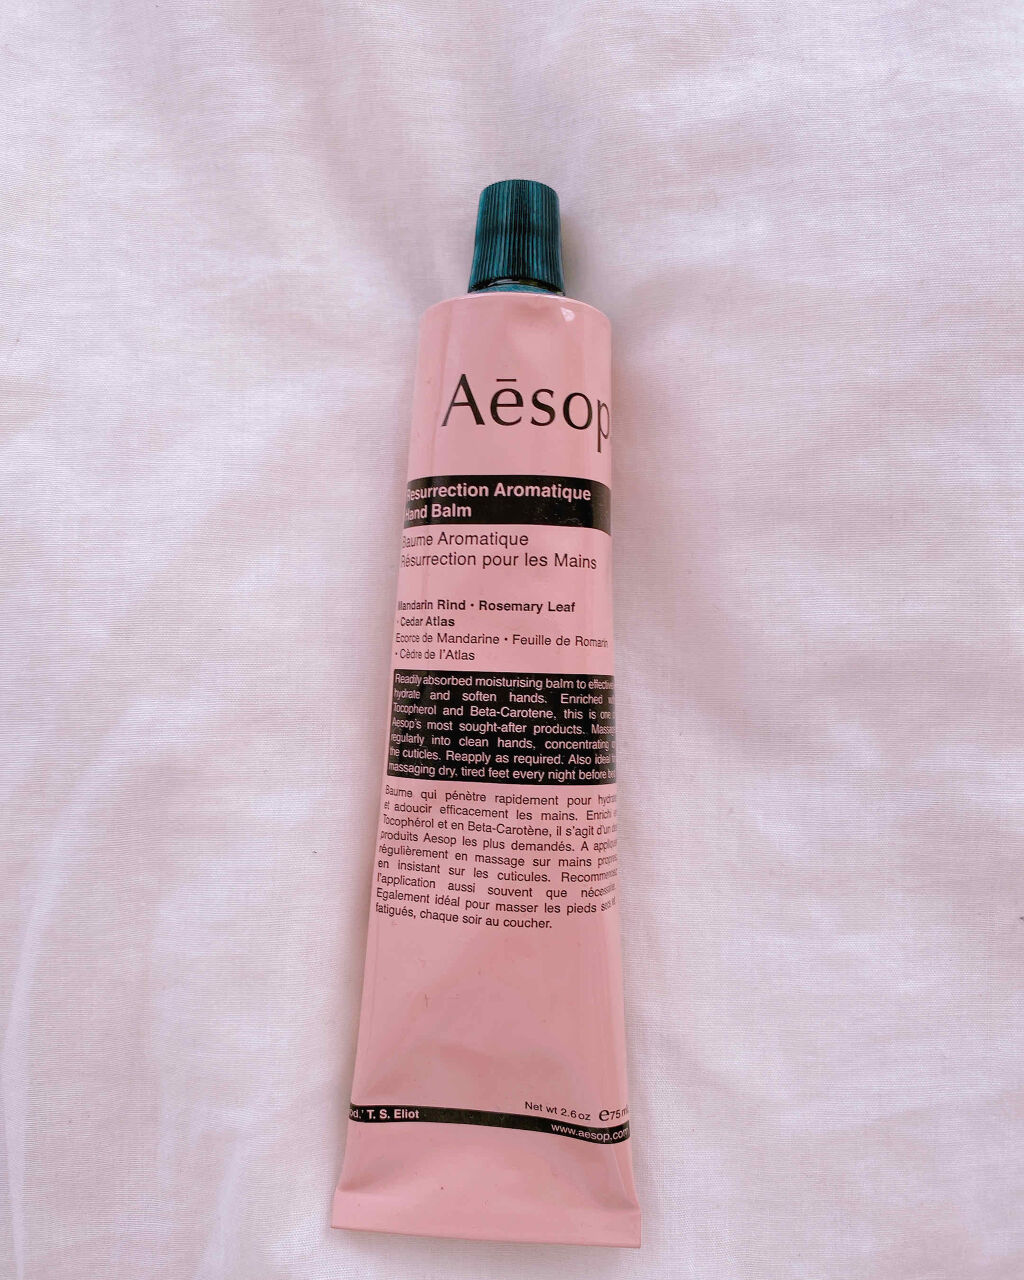 Aēsop.
Resurrection Aromatique
Hand Balm
Baume Aromatique
Résurrection pour les Mains
Mandarin Rind • Rosemary Leaf
• Cedar Atlas
Ecorce de Mandarine • Feuille de Romarin
• Cèdre de l'Atlas
Readily absorbed moisturising balm to effective
hydrate and soften hands. Enriched
Tocopherol and Beta-Carotene, this is one
Aesop's most sought-after products.
regularly into clean hands, concentrating
the cuticles. Reapply as required. Also ideal
massaging dry, tired feet every night before
Baume qui pénètre rapidement pour
et adoucir efficacement les mains. Enrichi
Tocophérol et en Beta-Carotène, il s'agit d'un
produits Aesop les plus demandés. A
régulièrement en massage sur mains
en insistant sur les cuticules.
l'application aussi souvent que
Egalement idéal pour masser les pieds
fatigués, chaque soir au coucher.
Net wt 2.6 oz ℮75
T. S. Eliot
www.aesop.com